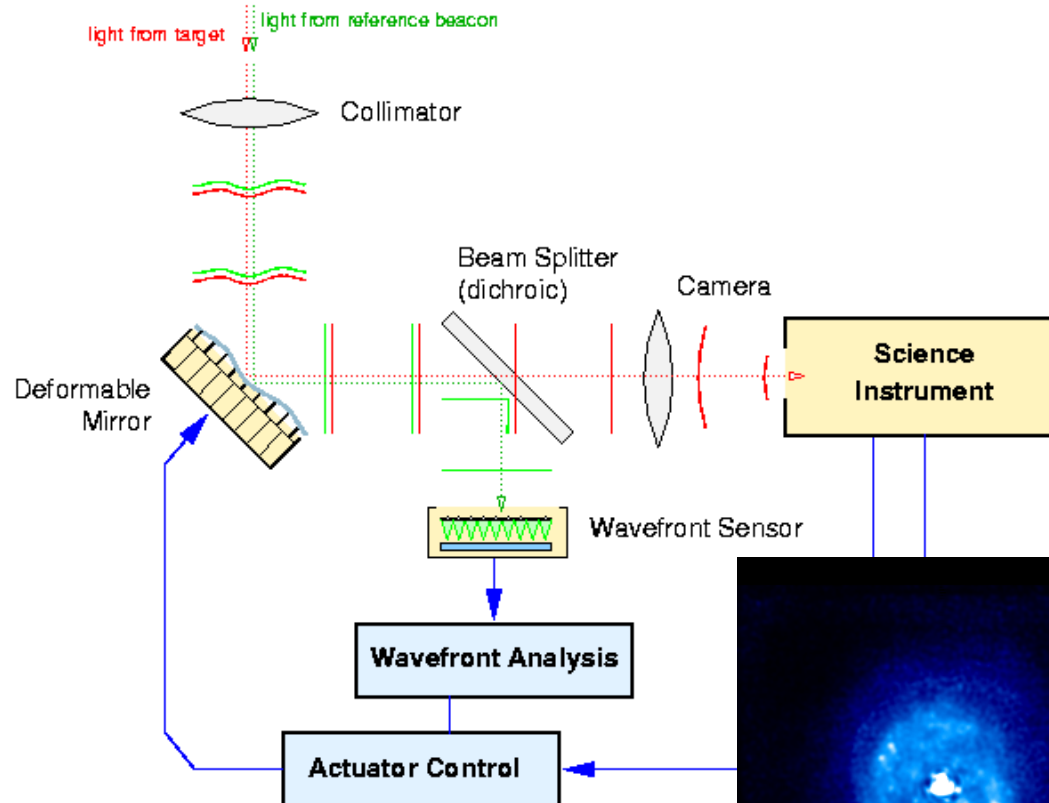 light from reference beacon
light from target
Collimator
Beam Splitter
(dichroic)
Camera
Science
Instrument
Deformable
Mirror
Wavefront Sensor
Wavefront Analysis
Actuator Control